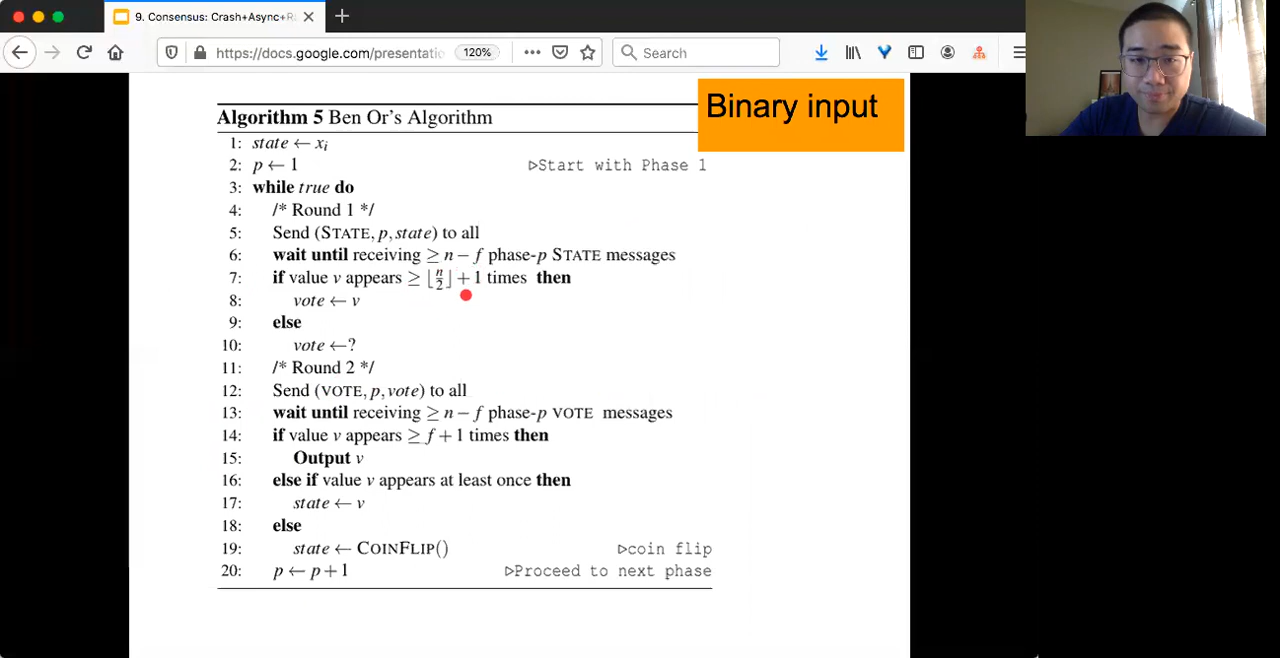 9. Consensus: Crash+Async+R
https://docs.google.com/presentatio
120%
Search
Binary input
Algorithm 5 Ben Or's Algorithm
1: state ← xᵢ
2: p ← 1 ▷Start with Phase 1
3: while true do
4: /* Round 1 */
5: Send (STATE, p, state) to all
6: wait until receiving ≥ n − f phase-p STATE messages
7: if value v appears ≥ ⌊n/2⌋ + 1 times then
8: vote ← v
9: else
10: vote ←?
11: /* Round 2 */
12: Send (VOTE, p, vote) to all
13: wait until receiving ≥ n − f phase-p VOTE messages
14: if value v appears ≥ f + 1 times then
15: Output v
16: else if value v appears at least once then
17: state ← v
18: else
19: state ← COINFLIP() ▷coin flip
20: p ← p + 1 ▷Proceed to next phase